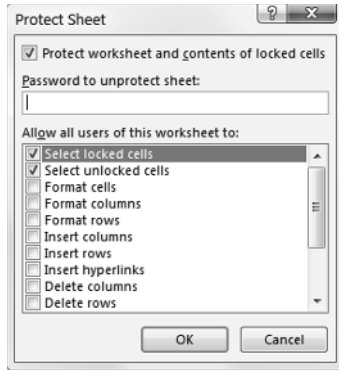 Protect Sheet
Protect worksheet and contents of locked cells
Password to unprotect sheet:
Allow all users of this worksheet to:
Select locked cells
Select unlocked cells
Format cells
Format columns
Format rows
Insert columns
Insert rows
Insert hyperlinks
Delete columns
Delete rows
OK Cancel